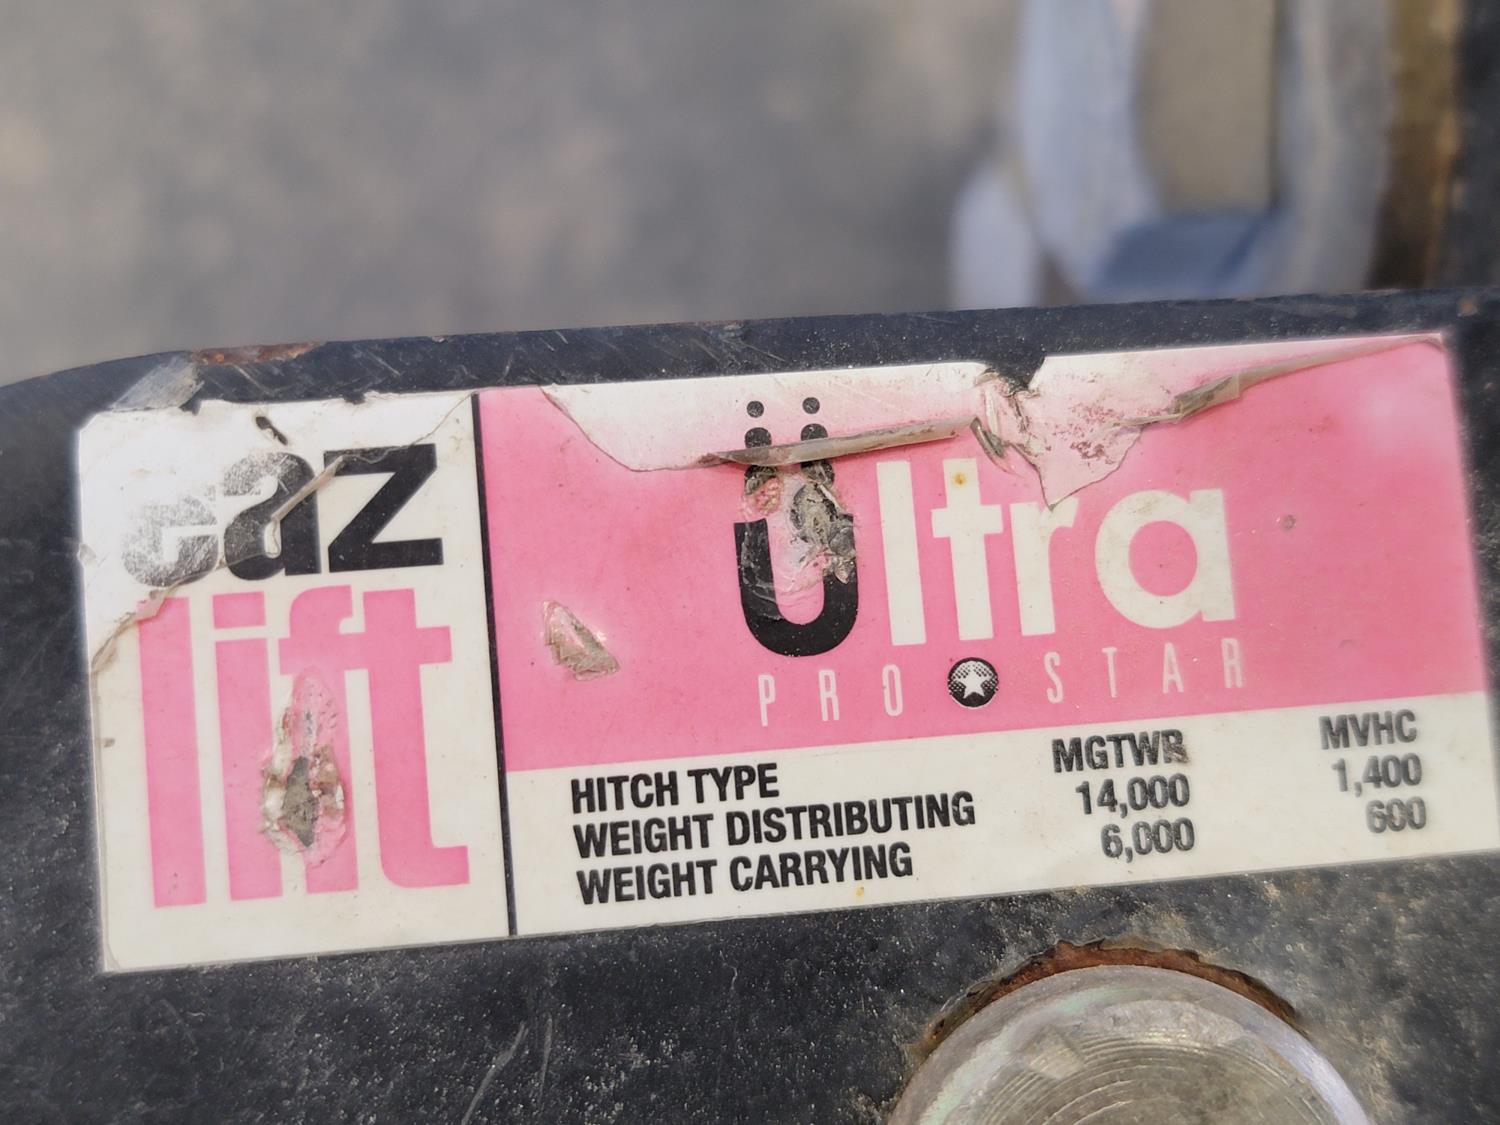 eaz
lift
Ültra
PRO STAR
HITCH TYPE MGTWR MVHC
WEIGHT DISTRIBUTING 14,000 1,400
WEIGHT CARRYING 6,000 600